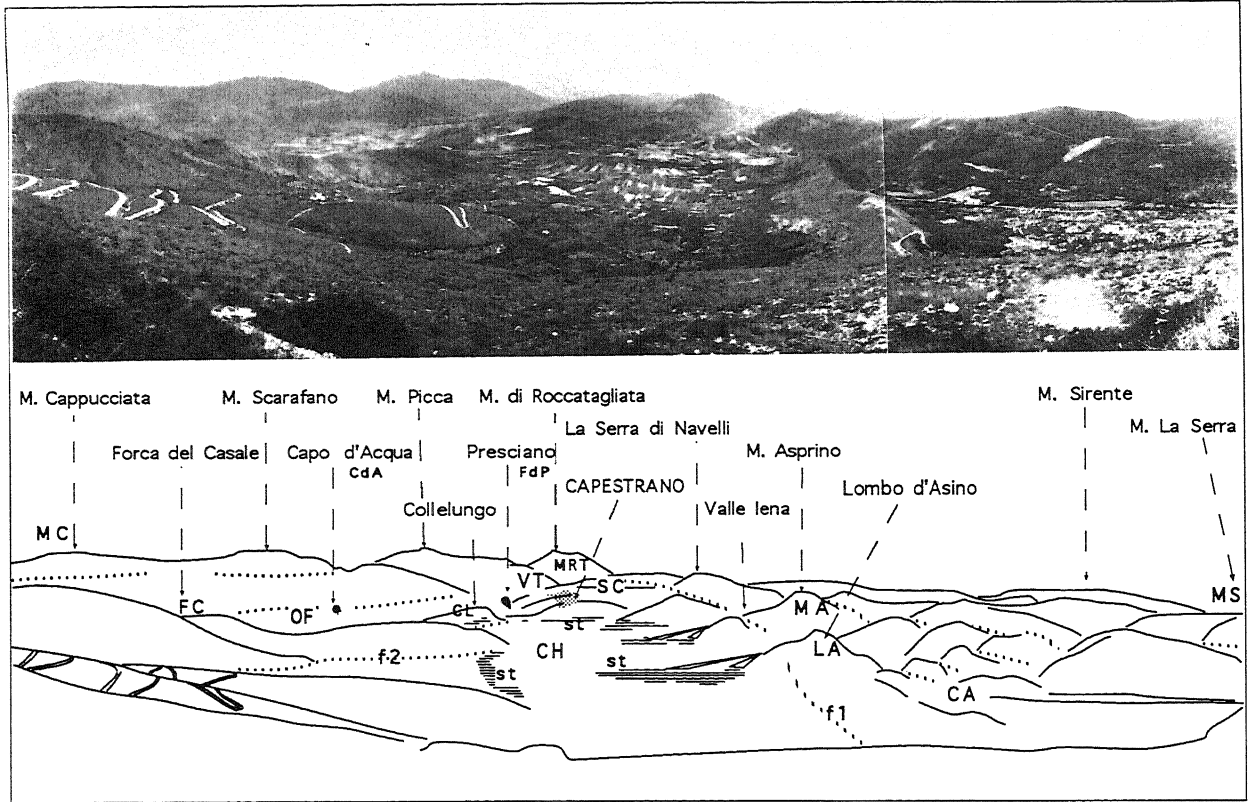 M. Cappucciata M. Scarafano M. Picca M. di Roccatagliata M. Sirente
La Serra di Navelli M. La Serra
Forca del Casale Capo d'Acqua Presciano M. Asprino
CdA FdP
CAPESTRANO Lombo d'Asino
Collelungo Valle lena
MC
MRT
VT SC
FC OF CL MA MS
st
CH LA
f2 st
st CA
f1